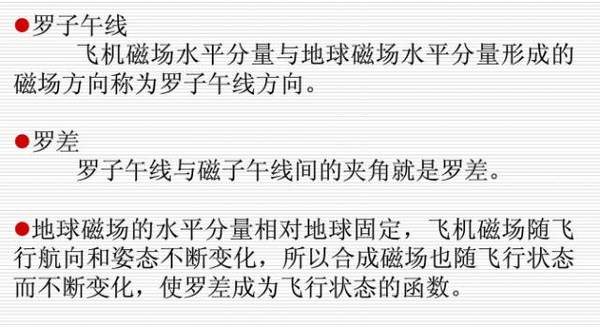 ●罗子午线
飞机磁场水平分量与地球磁场水平分量形成的
磁场方向称为罗子午线方向。
●罗差
罗子午线与磁子午线间的夹角就是罗差。
●地球磁场的水平分量相对地球固定，飞机磁场随飞
行航向和姿态不断变化，所以合成磁场也随飞行状态
而不断变化，使罗差成为飞行状态的函数。